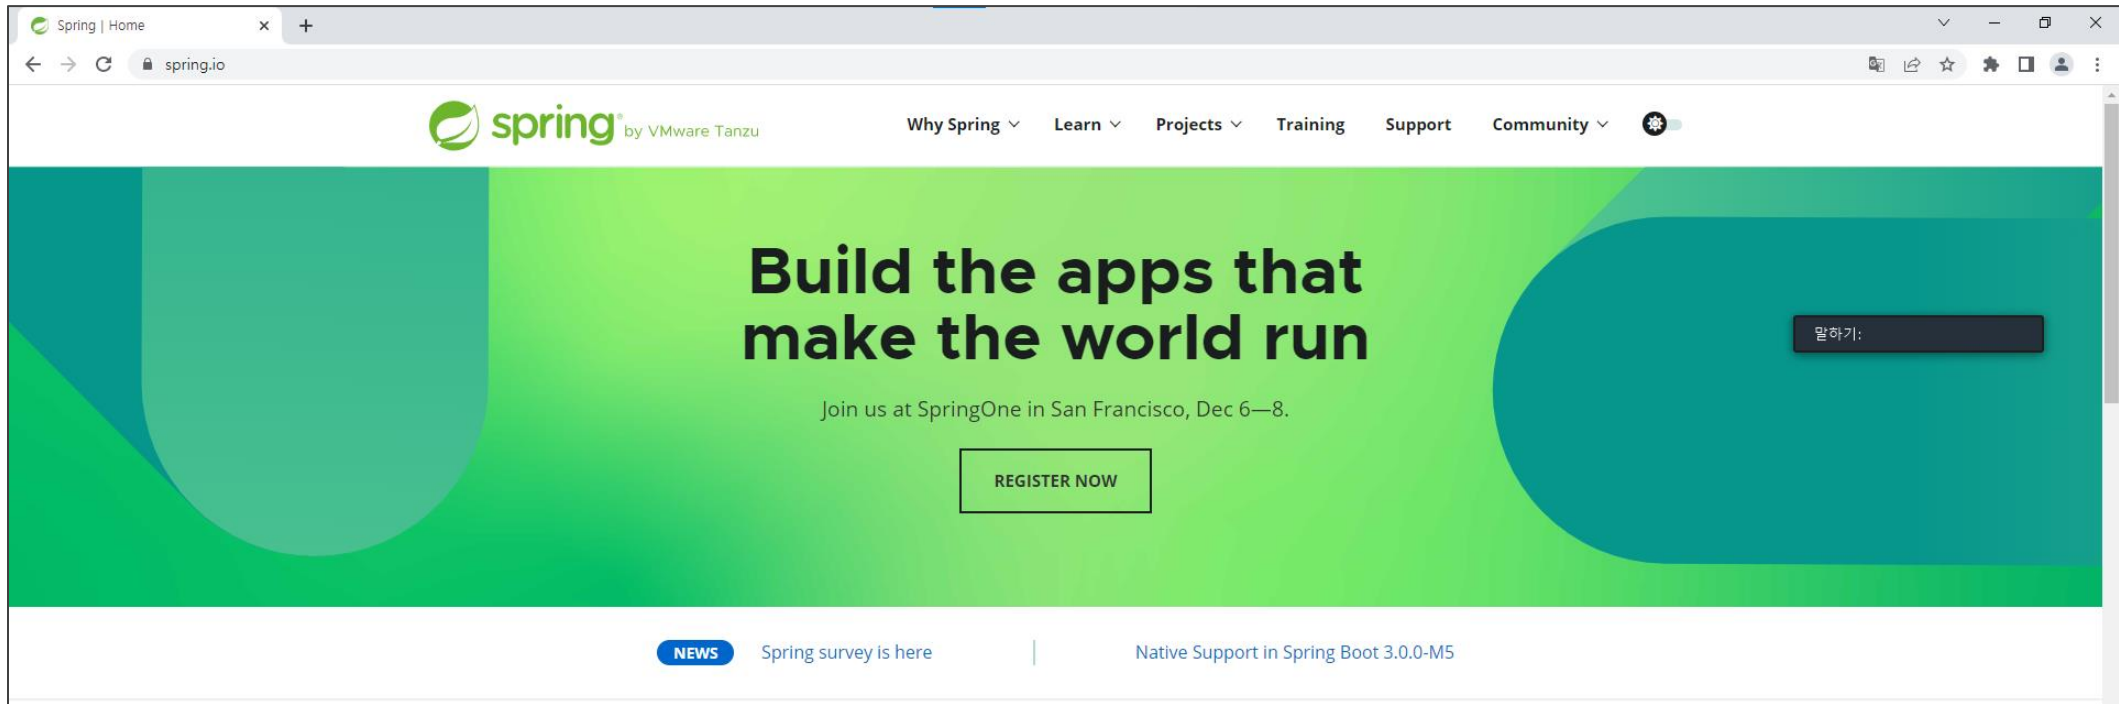 Spring | Home
spring.io
spring by VMware Tanzu
Why Spring Learn Projects Training Support Community
Build the apps that
make the world run
말하기:
Join us at SpringOne in San Francisco, Dec 6—8.
REGISTER NOW
NEWS Spring survey is here Native Support in Spring Boot 3.0.0-M5